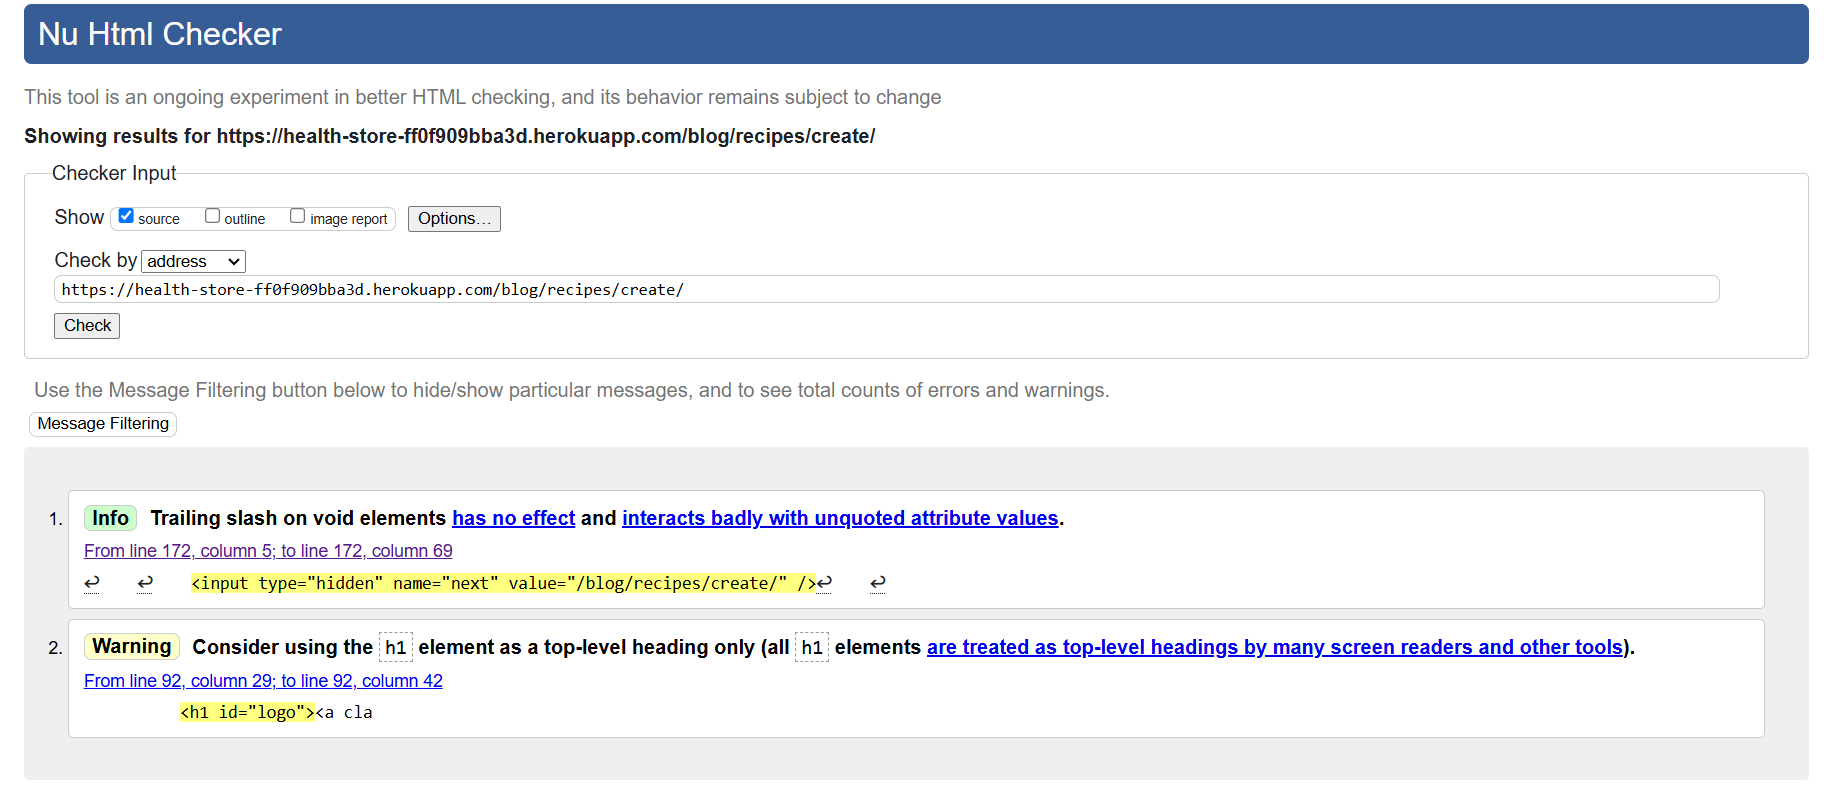 Nu Html Checker
This tool is an ongoing experiment in better HTML checking, and its behavior remains subject to change
Showing results for https://health-store-ff0f909bba3d.herokuapp.com/blog/recipes/create/
Checker Input
Show source outline image report Options...
Check by address
https://health-store-ff0f909bba3d.herokuapp.com/blog/recipes/create/
Check
Use the Message Filtering button below to hide/show particular messages, and to see total counts of errors and warnings.
Message Filtering
1. Info Trailing slash on void elements has no effect and interacts badly with unquoted attribute values.
From line 172, column 5; to line 172, column 69
↩ ↩ <input type="hidden" name="next" value="/blog/recipes/create/" />↩ ↩
2. Warning Consider using the h1 element as a top-level heading only (all h1 elements are treated as top-level headings by many screen readers and other tools).
From line 92, column 29; to line 92, column 42
<h1 id="logo"><a cla